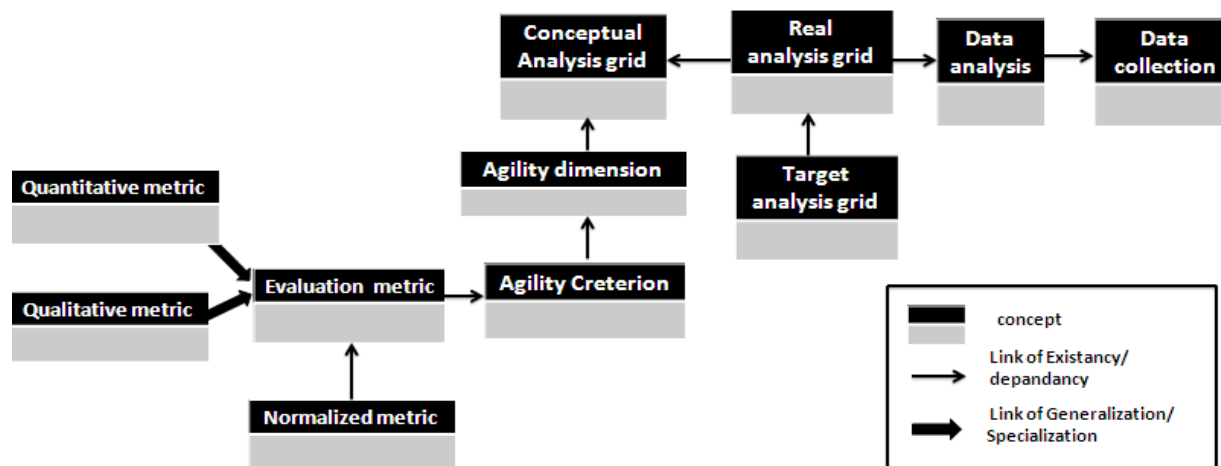 Conceptual
Analysis grid
Real
analysis grid
Data
analysis
Data
collection
Agility dimension
Target
analysis grid
Quantitative metric
Evaluation metric
Agility Creterion
Qualitative metric
Normalized metric
concept
Link of Existancy/
depandancy
Link of Generalization/
Specialization